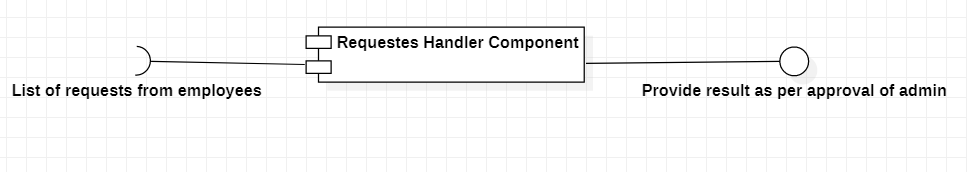 Requestes Handler Component
List of requests from employees
Provide result as per approval of admin